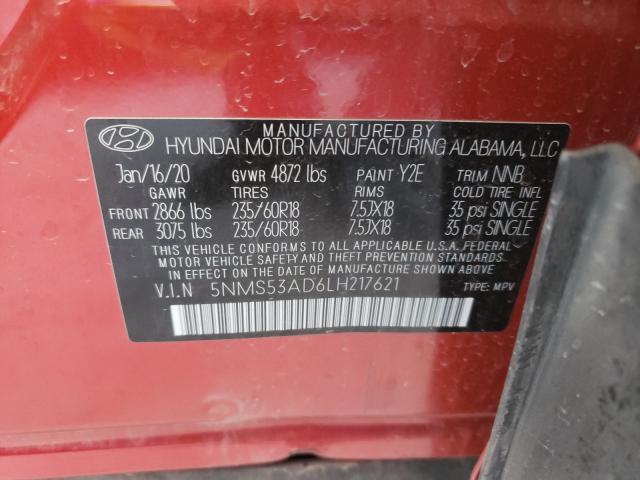 MANUFACTURED BY
HYUNDAI MOTOR MANUFACTURING ALABAMA, LLC
Jan/16/20 GVWR 4872 lbs PAINT Y2E TRIM NNB
GAWR TIRES RIMS COLD TIRE INFL
FRONT 2866 lbs 235/60R18 7.5JX18 35 psi SINGLE
REAR 3075 lbs 235/60R18 7.5JX18 35 psi SINGLE
THIS VEHICLE CONFORMS TO ALL APPLICABLE U.S.A. FEDERAL
MOTOR VEHICLE SAFETY AND THEFT PREVENTION STANDARDS
IN EFFECT ON THE DATE OF MANUFACTURE SHOWN ABOVE.
V.I.N 5NMS53AD6LH217621 TYPE: MPV